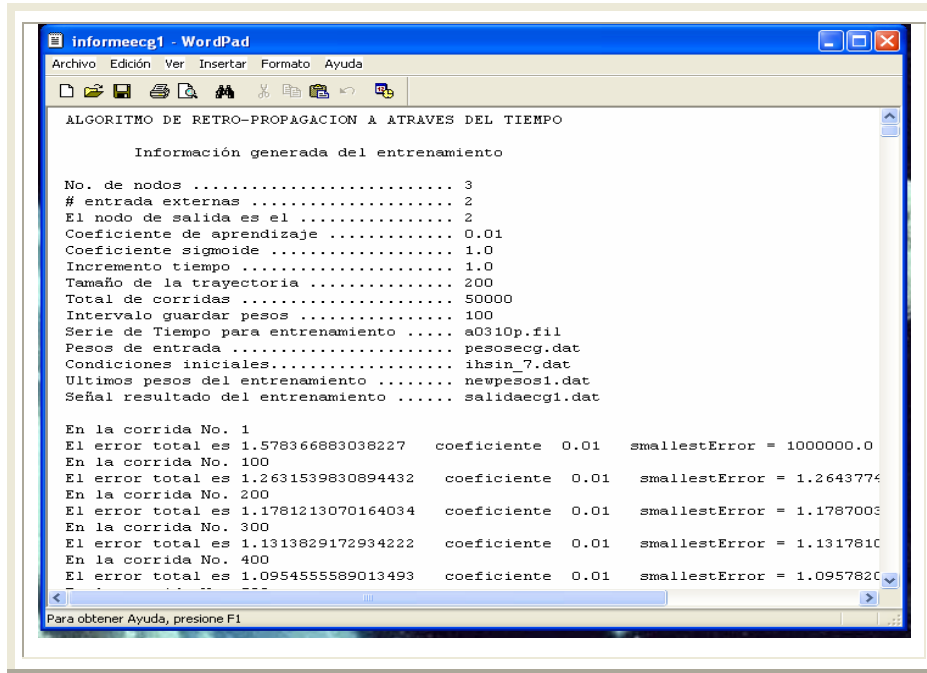 informeecg1 - WordPad
Archivo Edición Ver Insertar Formato Ayuda
ALGORITMO DE RETRO-PROPAGACION A ATRAVES DEL TIEMPO
Información generada del entrenamiento
No. de nodos ........................... 3
# entrada externas ..................... 2
El nodo de salida es el ................ 2
Coeficiente de aprendizaje ............. 0.01
Coeficiente sigmoide ................... 1.0
Incremento tiempo ...................... 1.0
Tamaño de la trayectoria ............... 200
Total de corridas ...................... 50000
Intervalo guardar pesos ................ 100
Serie de Tiempo para entrenamiento ..... a0310p.fil
Pesos de entrada ....................... pesosecg.dat
Condiciones iniciales................... ihsin_7.dat
Ultimos pesos del entrenamiento ........ newpesos1.dat
Señal resultado del entrenamiento ...... salidaecg1.dat
En la corrida No. 1
El error total es 1.578366883038227 coeficiente 0.01 smallestError = 1000000.0
En la corrida No. 100
El error total es 1.2631539830894432 coeficiente 0.01 smallestError = 1.2643774
En la corrida No. 200
El error total es 1.1781213070164034 coeficiente 0.01 smallestError = 1.1787003
En la corrida No. 300
El error total es 1.1313829172934222 coeficiente 0.01 smallestError = 1.131781
En la corrida No. 400
El error total es 1.0954555589013493 coeficiente 0.01 smallestError = 1.095782
Para obtener Ayuda, presione F1